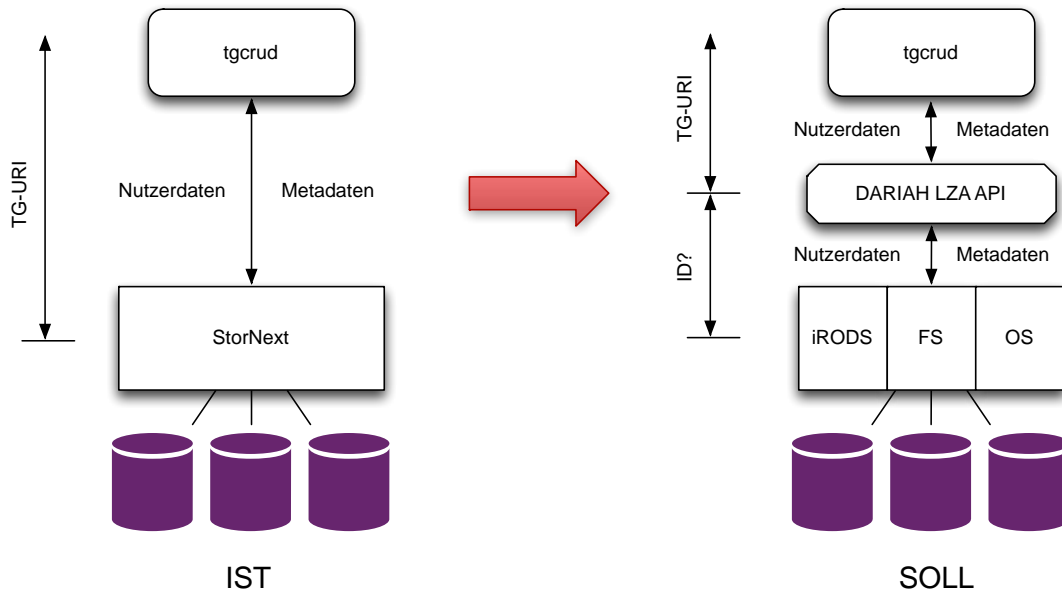 tgcrud
TG-URI
Nutzerdaten Metadaten
StorNext
IST
tgcrud
TG-URI
Nutzerdaten Metadaten
DARIAH LZA API
ID?
Nutzerdaten Metadaten
iRODS FS OS
SOLL